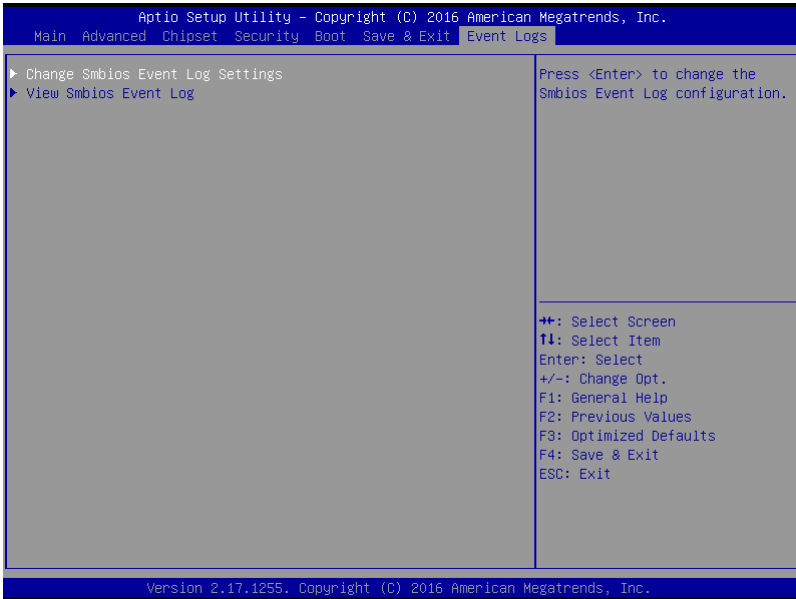 Aptio Setup Utility – Copyright (C) 2016 American Megatrends, Inc.
Main Advanced Chipset Security Boot Save & Exit Event Logs
▶ Change Smbios Event Log Settings
▶ View Smbios Event Log
Press <Enter> to change the
Smbios Event Log configuration.
→←: Select Screen
↑↓: Select Item
Enter: Select
+/-: Change Opt.
F1: General Help
F2: Previous Values
F3: Optimized Defaults
F4: Save & Exit
ESC: Exit
Version 2.17.1255. Copyright (C) 2016 American Megatrends, Inc.